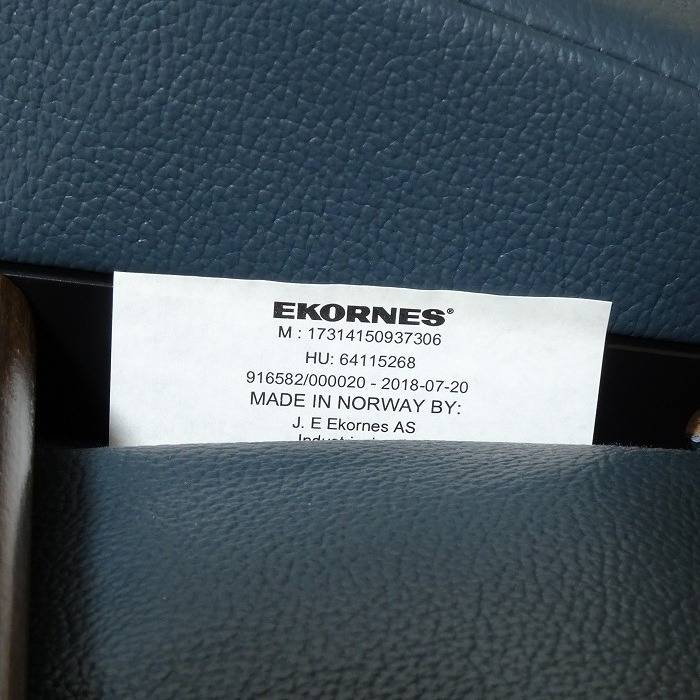 EKORNES®
M : 17314150937306
HU: 64115268
916582/000020 - 2018-07-20
MADE IN NORWAY BY:
J. E Ekornes AS